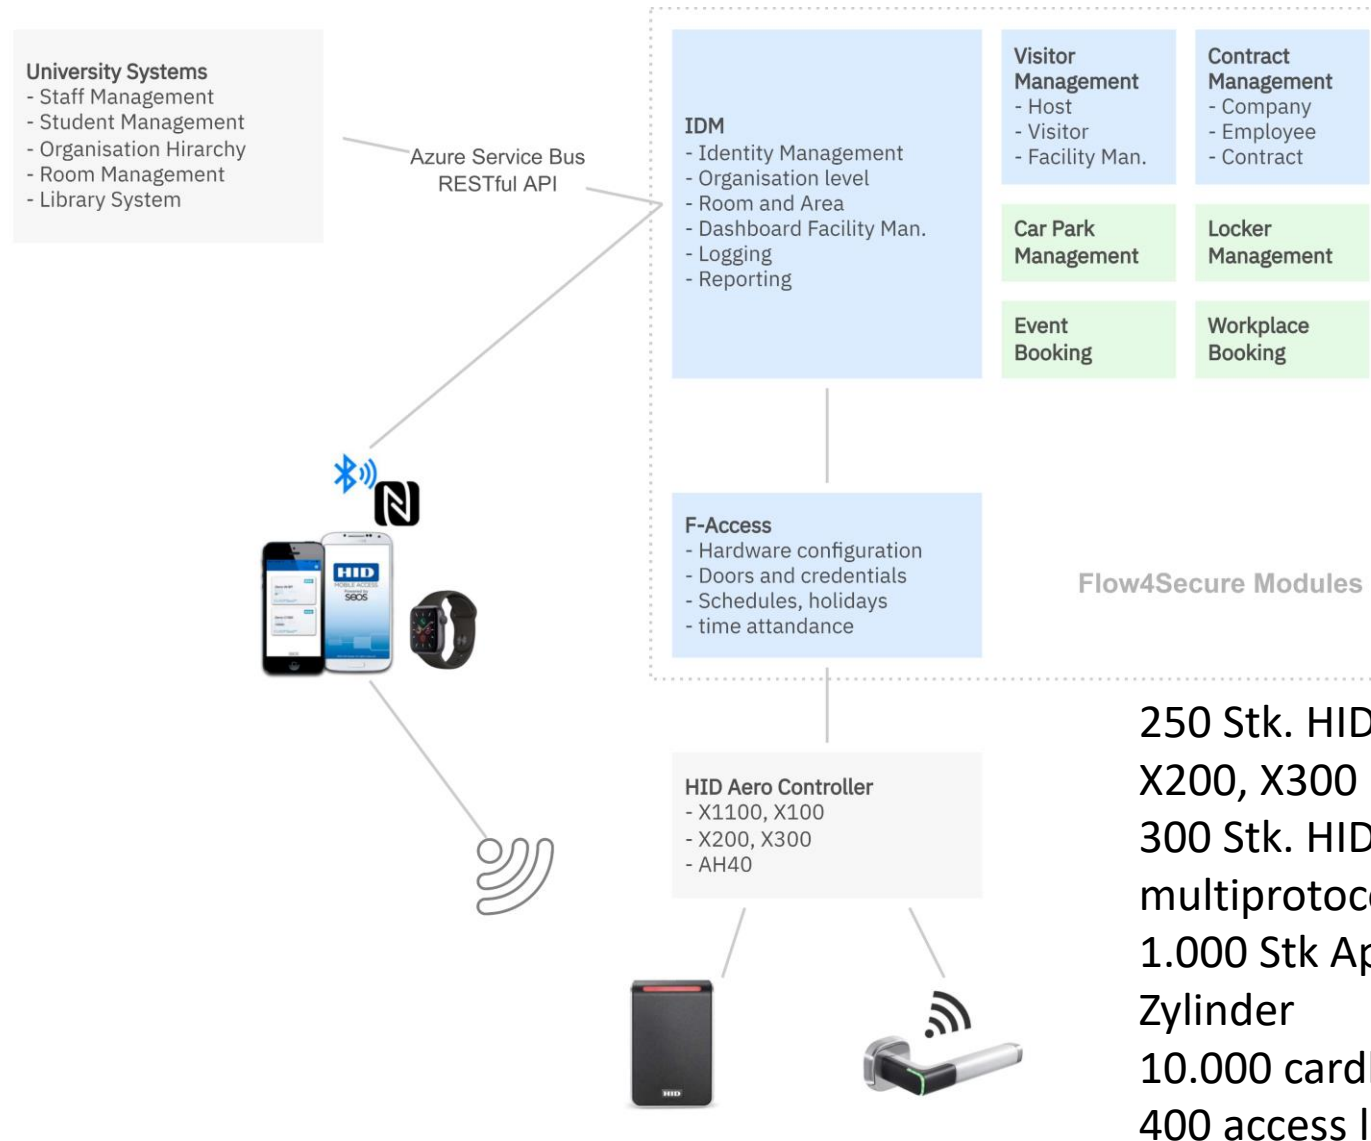 University Systems
- Staff Management
- Student Management
- Organisation Hirarchy
- Room Management
- Library System
Azure Service Bus
RESTful API
IDM
- Identity Management
- Organisation level
- Room and Area
- Dashboard Facility Man.
- Logging
- Reporting
Visitor
Management
- Host
- Visitor
- Facility Man.
Contract
Management
- Company
- Employee
- Contract
Car Park
Management
Locker
Management
Event
Booking
Workplace
Booking
HID
MOBILE ACCESS
Powered by
SEOS
F-Access
- Hardware configuration
- Doors and credentials
- Schedules, holidays
- time attandance
Flow4Secure Modules
HID Aero Controller
- X1100, X100
- X200, X300
- AH40
HID
250 Stk. HID
X200, X300
300 Stk. HID
multiprotoc
1.000 Stk
Zylinder
10.000
400 access